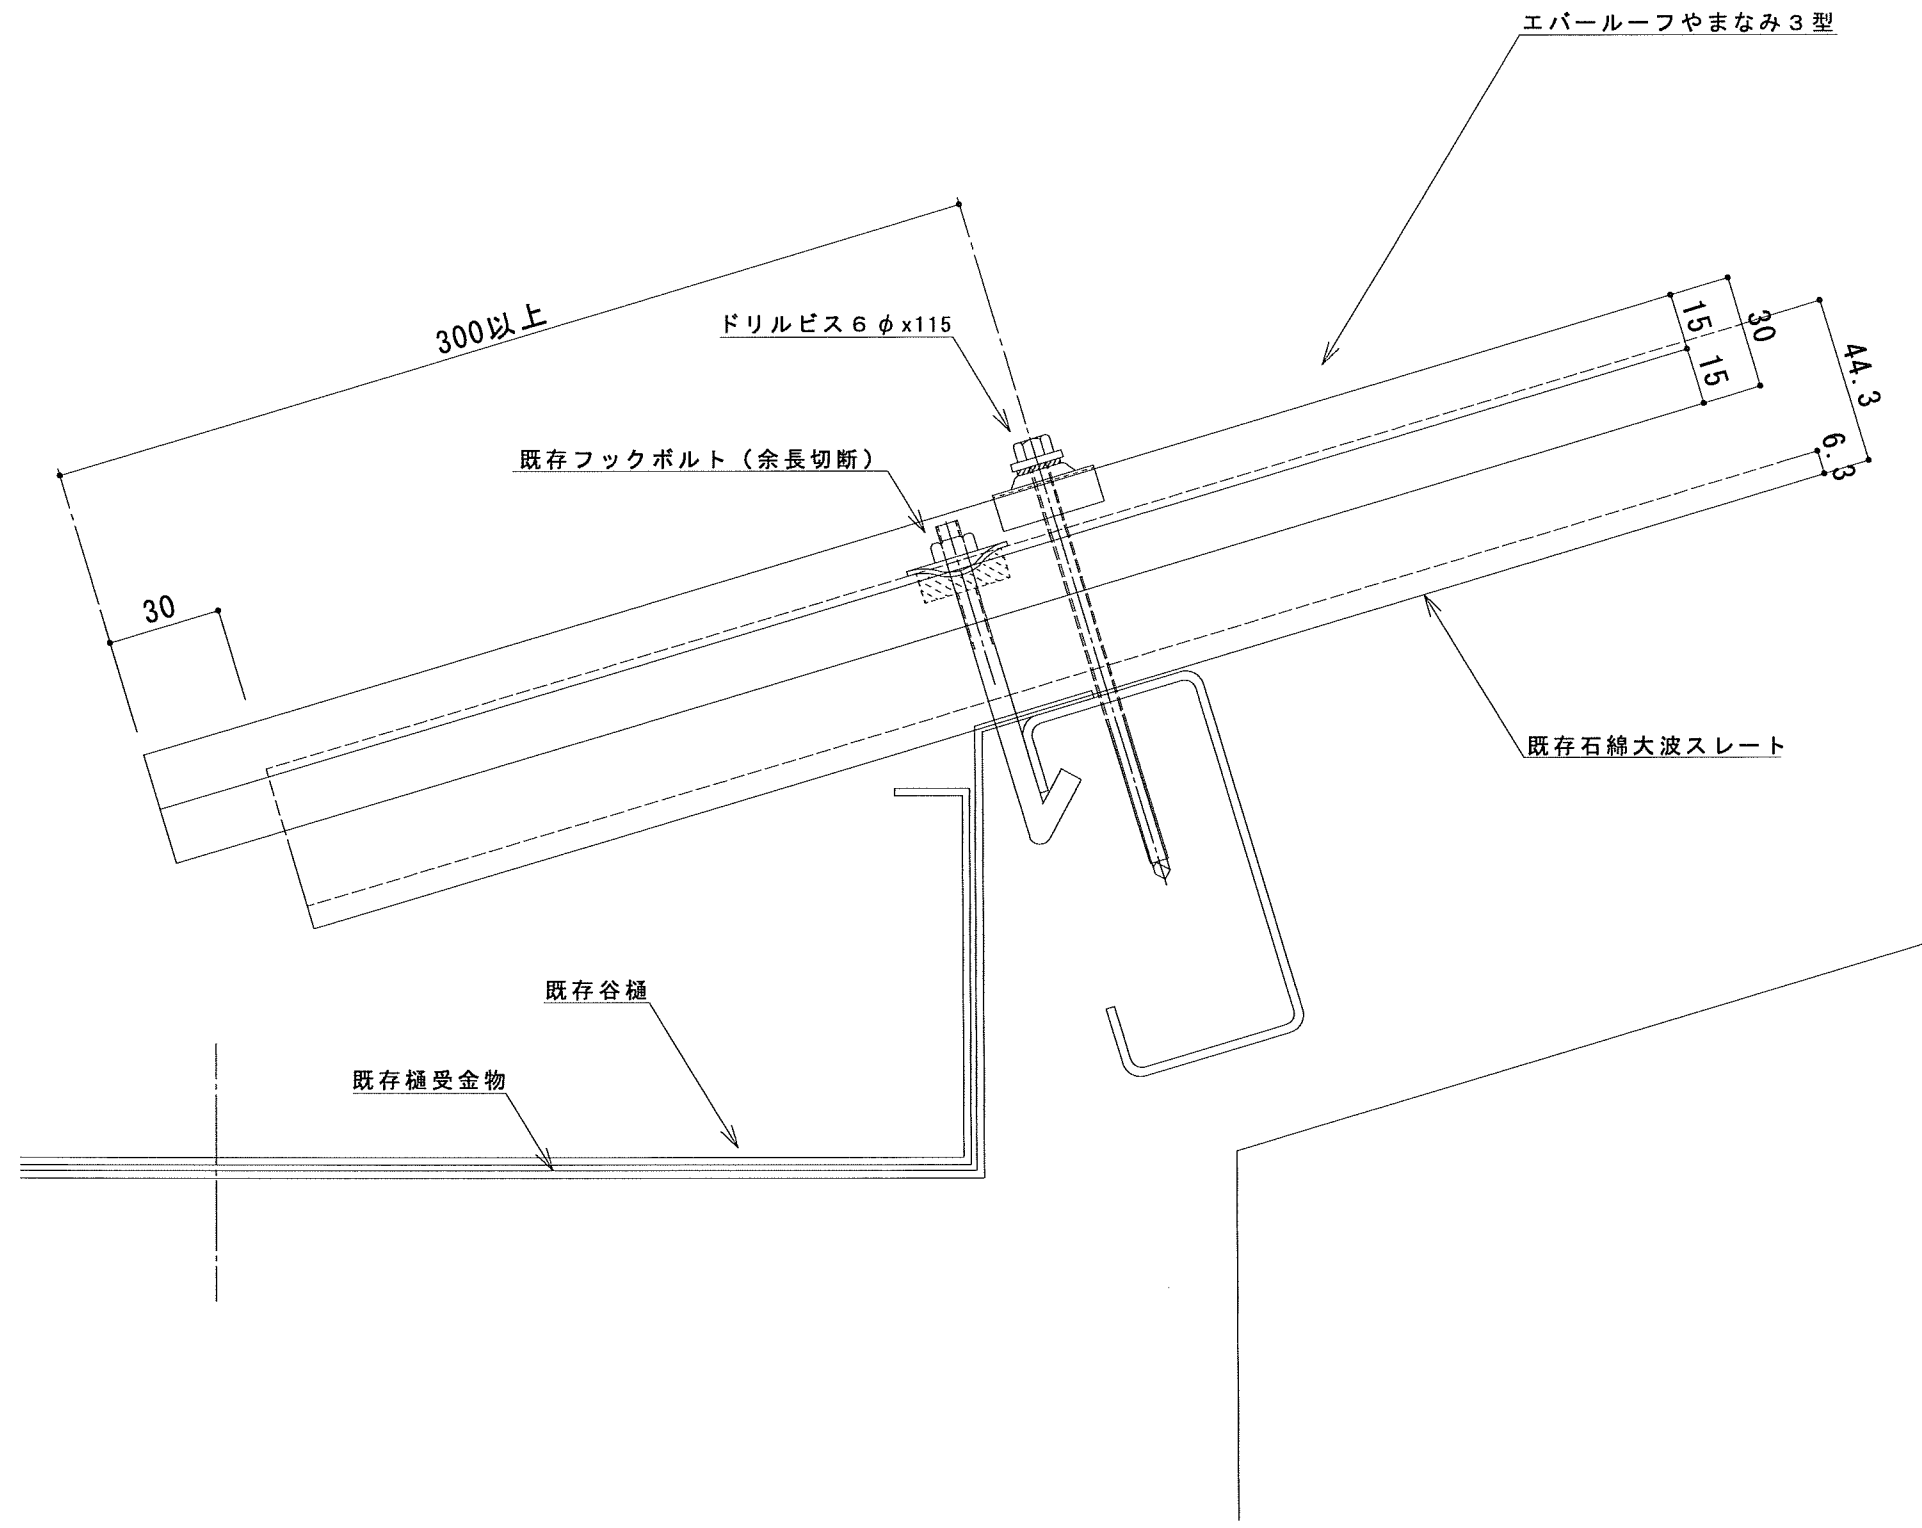 エバールーフやまなみ３型
300以上
ドリルビス６φx115
15
30
15
44.3
6.3
既存フックボルト（余長切断）
30
既存石綿大波スレート
既存谷樋
既存樋受金物